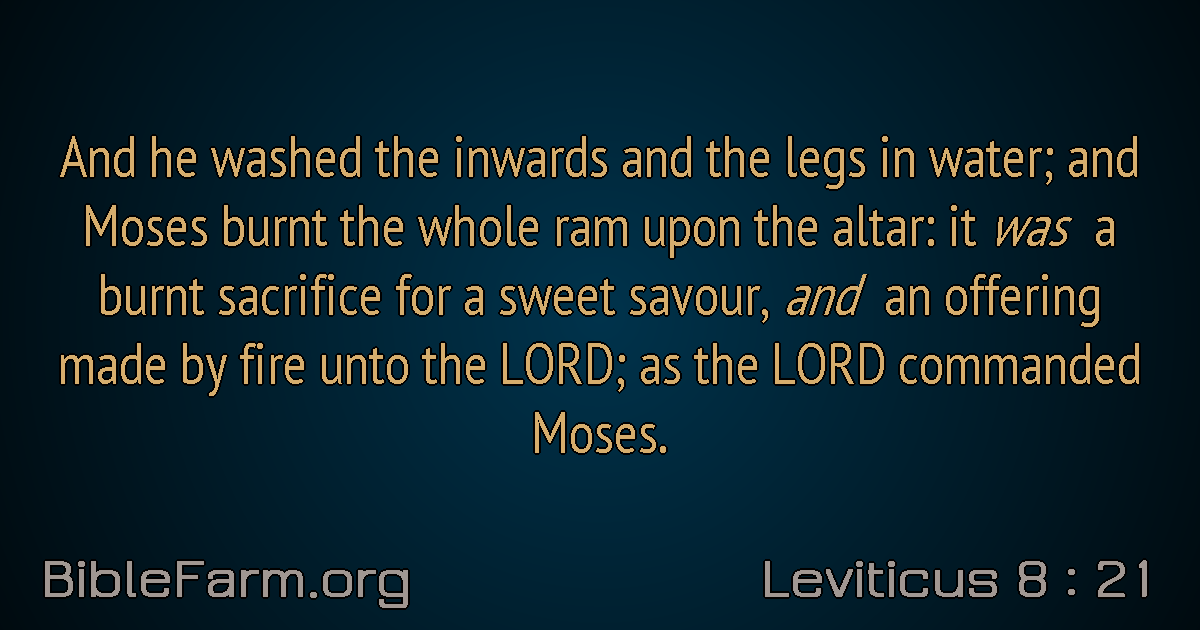 And he washed the inwards and the legs in water; and
Moses burnt the whole ram upon the altar: it was a
burnt sacrifice for a sweet savour, and an offering
made by fire unto the LORD; as the LORD commanded
Moses.
BibleFarm.org
Leviticus 8 : 21